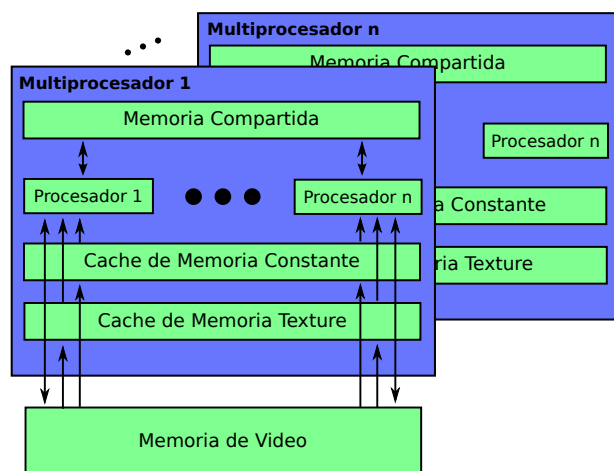 Multiprocesador n
Memoria Compartida
Procesador n
a Constante
ria Texture
Multiprocesador 1
Memoria Compartida
Procesador 1
Procesador n
Cache de Memoria Constante
Cache de Memoria Texture
Memoria de Video